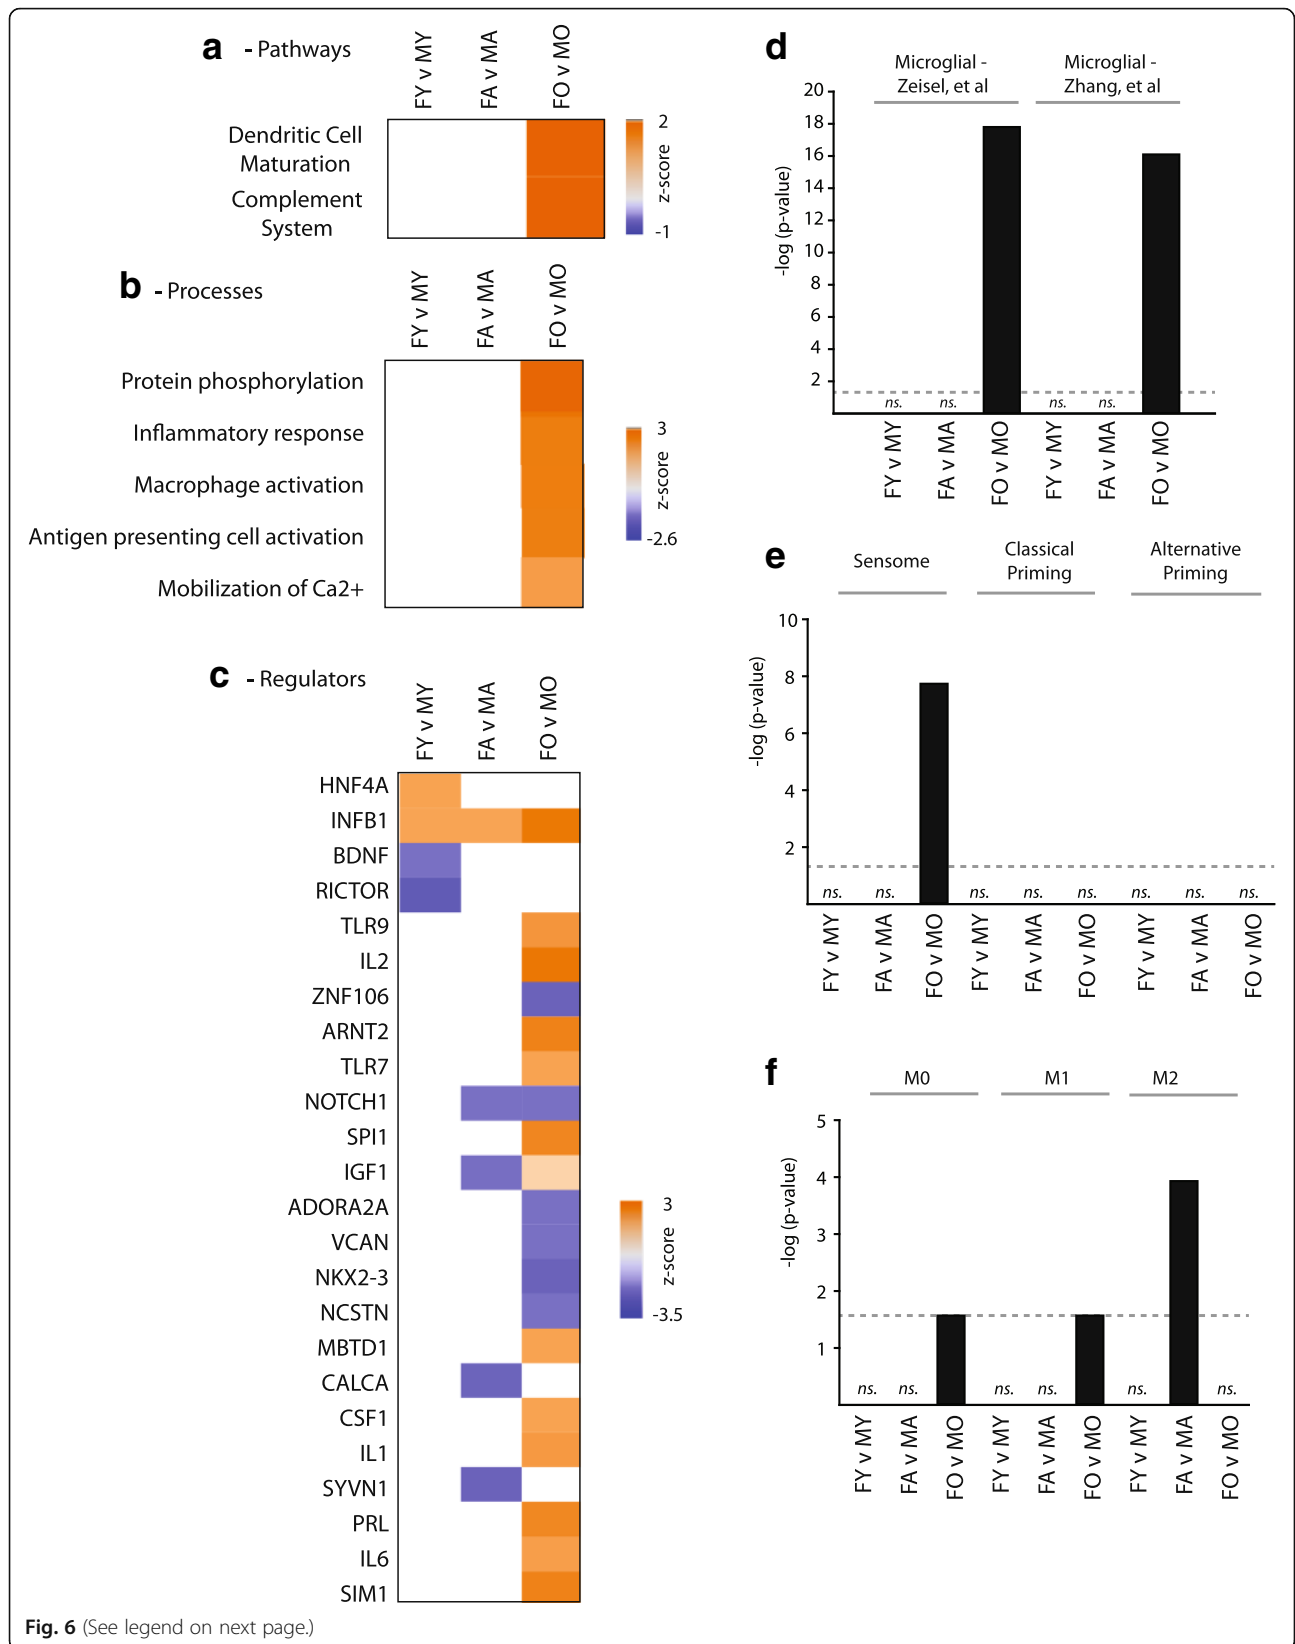 a - Pathways
FY v MY
FA v MA
FO v MO
Dendritic Cell
Maturation
Complement
System
2
z-score
-1
b - Processes
FY v MY
FA v MA
FO v MO
Protein phosphorylation
Inflammatory response
Macrophage activation
Antigen presenting cell activation
Mobilization of Ca2+
3
z-score
-2.6
c - Regulators
FY v MY
FA v MA
FO v MO
HNF4A
INFB1
BDNF
RICTOR
TLR9
IL2
ZNF106
ARNT2
TLR7
NOTCH1
SPI1
IGF1
ADORA2A
VCAN
NKX2-3
NCSTN
MBTD1
CALCA
CSF1
IL1
SYVN1
PRL
IL6
SIM1
3
z-score
-3.5
d
Microglial -
Zeisel, et al
Microglial -
Zhang, et al
-log (p-value)
20
18
16
14
12
10
8
6
4
2
ns.
ns.
ns.
ns.
FY v MY
FA v MA
FO v MO
FY v MY
FA v MA
FO v MO
e
Sensome
Classical
Priming
Alternative
Priming
-log (p-value)
10
8
6
4
2
ns.
ns.
ns.
ns.
ns.
ns.
ns.
ns.
FY v MY
FA v MA
FO v MO
FY v MY
FA v MA
FO v MO
FY v MY
FA v MA
FO v MO
f
M0
M1
M2
-log (p-value)
5
4
3
2
1
ns.
ns.
ns.
ns.
ns.
ns.
FY v MY
FA v MA
FO v MO
FY v MY
FA v MA
FO v MO
FY v MY
FA v MA
FO v MO
Fig. 6 (See legend on next page.)